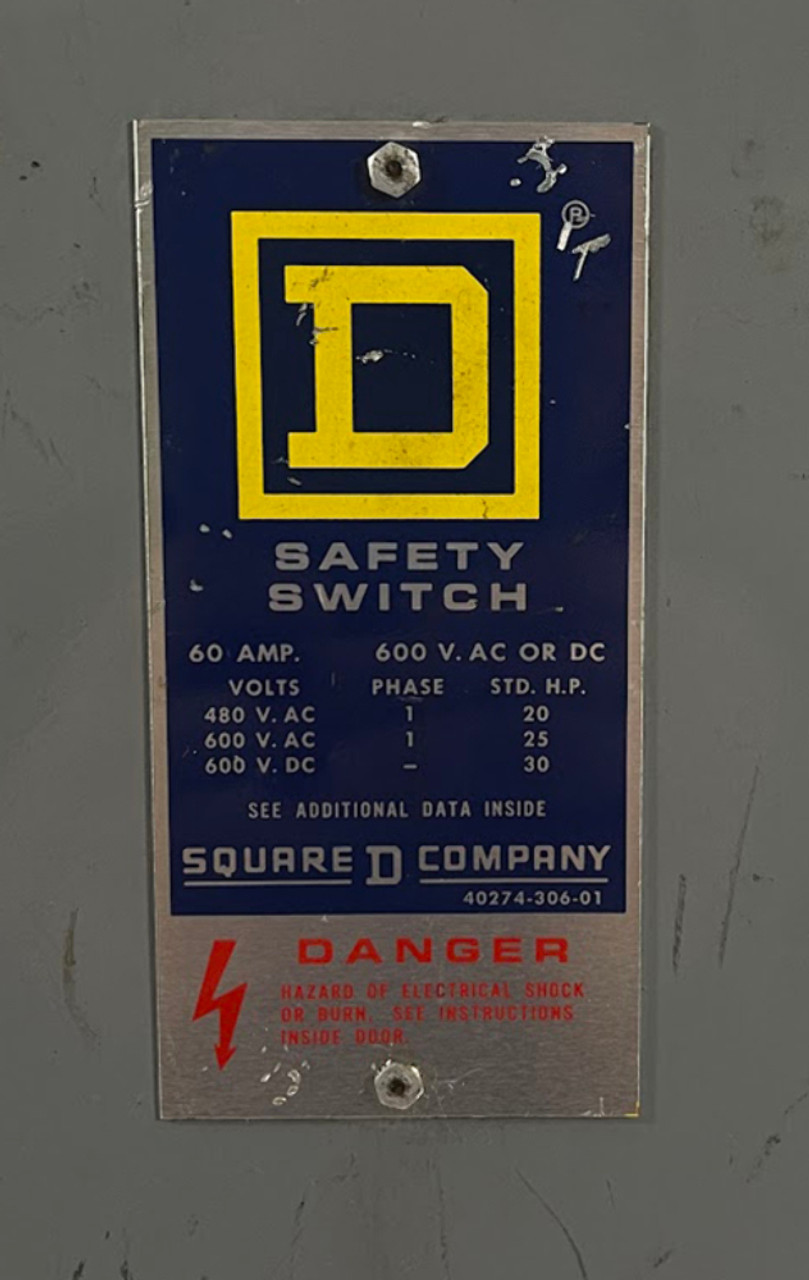 ®
D
SAFETY
SWITCH
60 AMP. 600 V. AC OR DC
VOLTS PHASE STD. H.P.
480 V. AC 1 20
600 V. AC 1 25
600 V. DC – 30
SEE ADDITIONAL DATA INSIDE
SQUARE D COMPANY
40274-306-01
DANGER
HAZARD OF ELECTRICAL SHOCK
OR BURN. SEE INSTRUCTIONS
INSIDE DOOR.